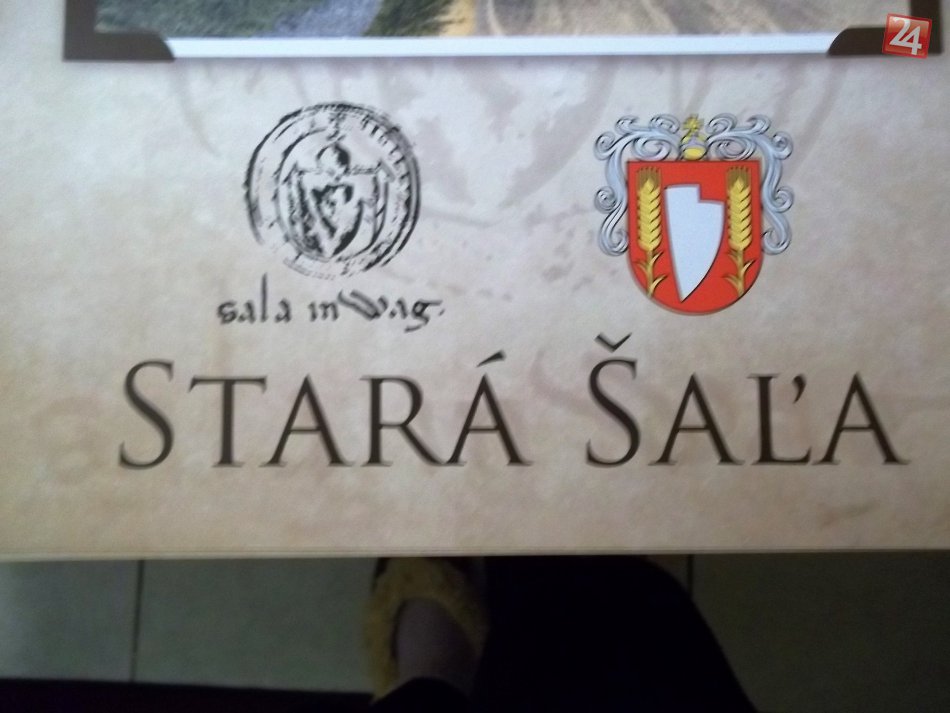 24
sala in Wag.
STARÁ ŠAĽA